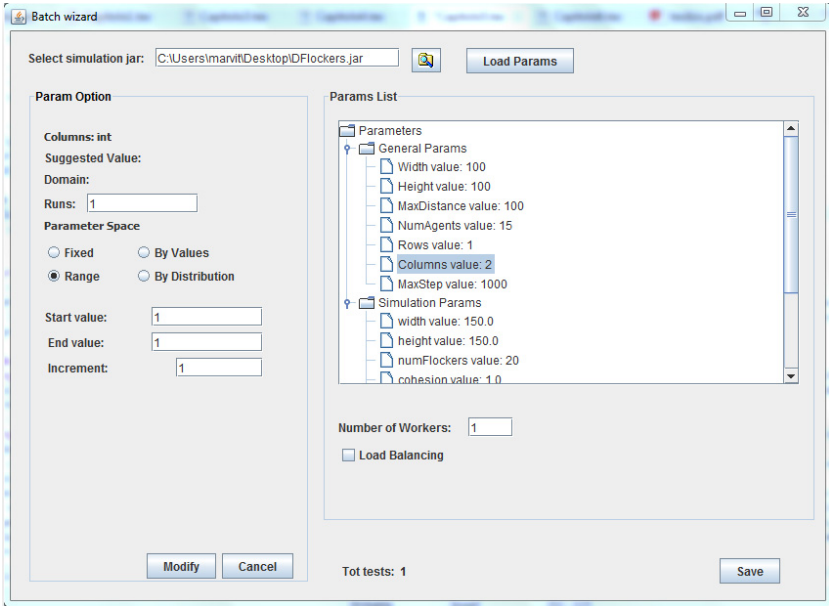 Batch wizard
Select simulation jar: C:\Users\marvit\Desktop\DFlockers.jar Load Params
Param Option
Columns: int
Suggested Value:
Domain:
Runs: 1
Parameter Space
Fixed By Values
Range By Distribution
Start value: 1
End value: 1
Increment: 1
Modify Cancel
Params List
Parameters
General Params
Width value: 100
Height value: 100
MaxDistance value: 100
NumAgents value: 15
Rows value: 1
Columns value: 2
MaxStep value: 1000
Simulation Params
width value: 150.0
height value: 150.0
numFlockers value: 20
cohesion value: 1.0
Number of Workers: 1
Load Balancing
Tot tests: 1
Save